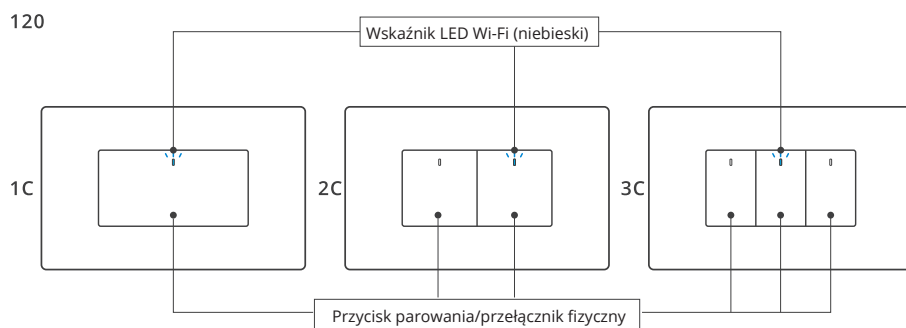 120
Wskaźnik LED Wi-Fi (niebieski)
1C
2C
3C
Przycisk parowania/przełącznik fizyczny